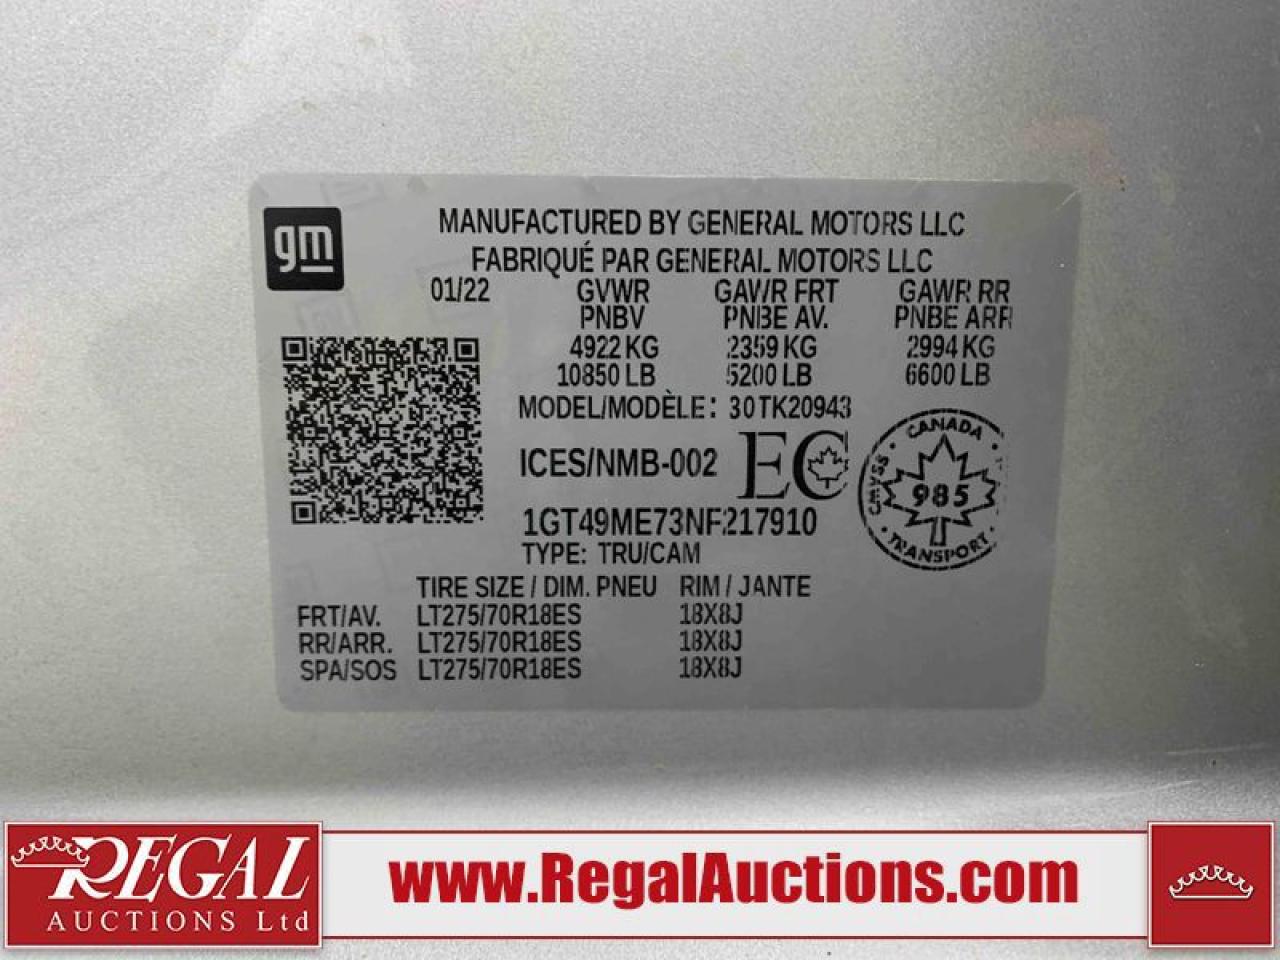 gm
MANUFACTURED BY GENERAL MOTORS LLC
FABRIQUÉ PAR GENERAL MOTORS LLC
01/22 GVWR GAWR FRT GAWR RR
PNBV PNBE AV. PNBE ARR
4922 KG 2359 KG 2994 KG
10850 LB 5200 LB 6600 LB
MODEL/MODÈLE: 30TK20943
ICES/NMB-002 EC
CANADA
985
TRANSPORT
CMVSS
1GT49ME73NF217910
TYPE: TRU/CAM
TIRE SIZE / DIM. PNEU RIM / JANTE
FRT/AV. LT275/70R18ES 18X8J
RR/ARR. LT275/70R18ES 18X8J
SPA/SOS LT275/70R18ES 18X8J
REGAL
AUCTIONS Ltd
www.RegalAuctions.com